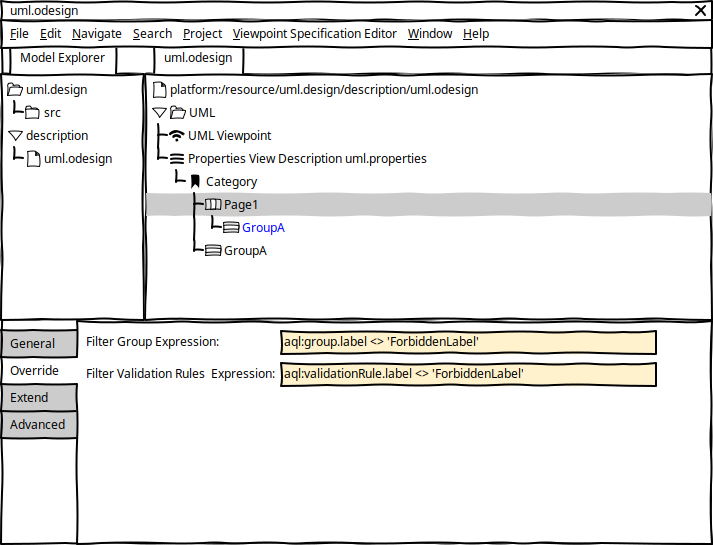 uml.odesign
File Edit Navigate Search Project Viewpoint Specification Editor Window Help
Model Explorer
uml.odesign
uml.design
src
description
uml.odesign
platform:/resource/uml.design/description/uml.odesign
UML
UML Viewpoint
Properties View Description uml.properties
Category
Page1
GroupA
GroupA
General
Override
Extend
Advanced
Filter Group Expression: aql:group.label <> 'ForbiddenLabel'
Filter Validation Rules Expression: aql:validationRule.label <> 'ForbiddenLabel'